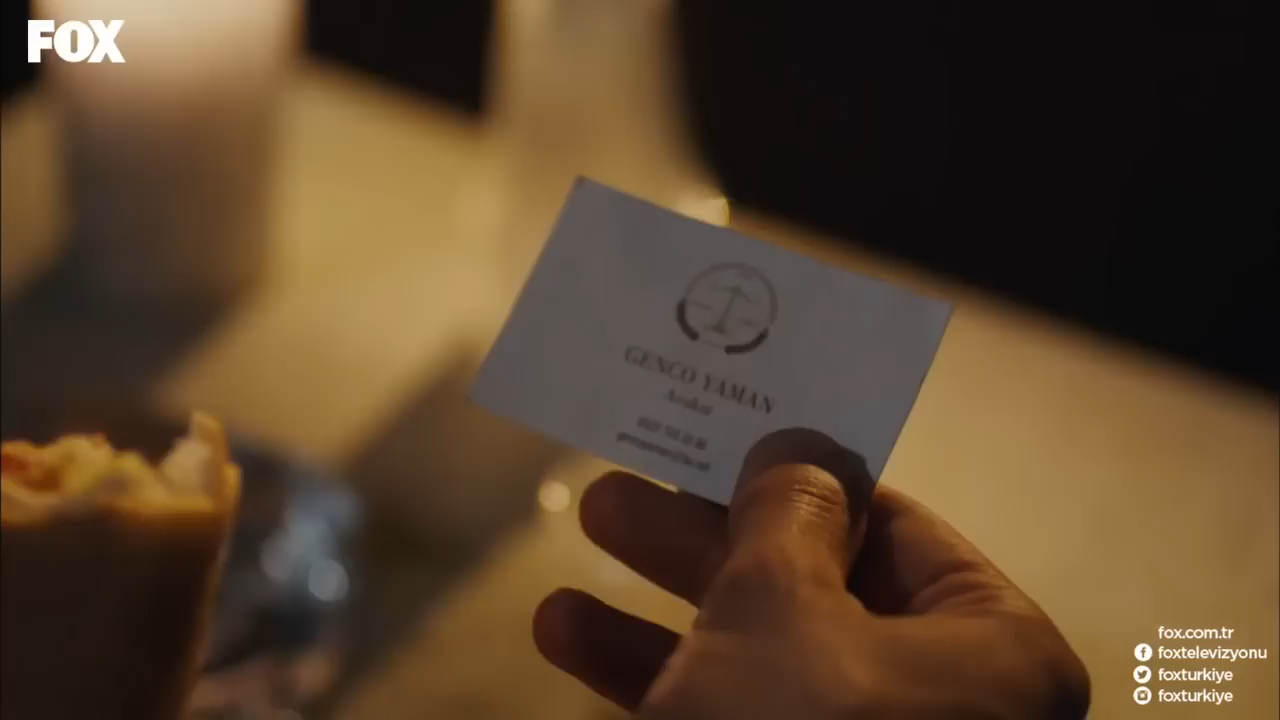 FOX
GENCO YAMAN
Avukat
fox.com.tr
foxtelevizyonu
foxturkiye
foxturkiye